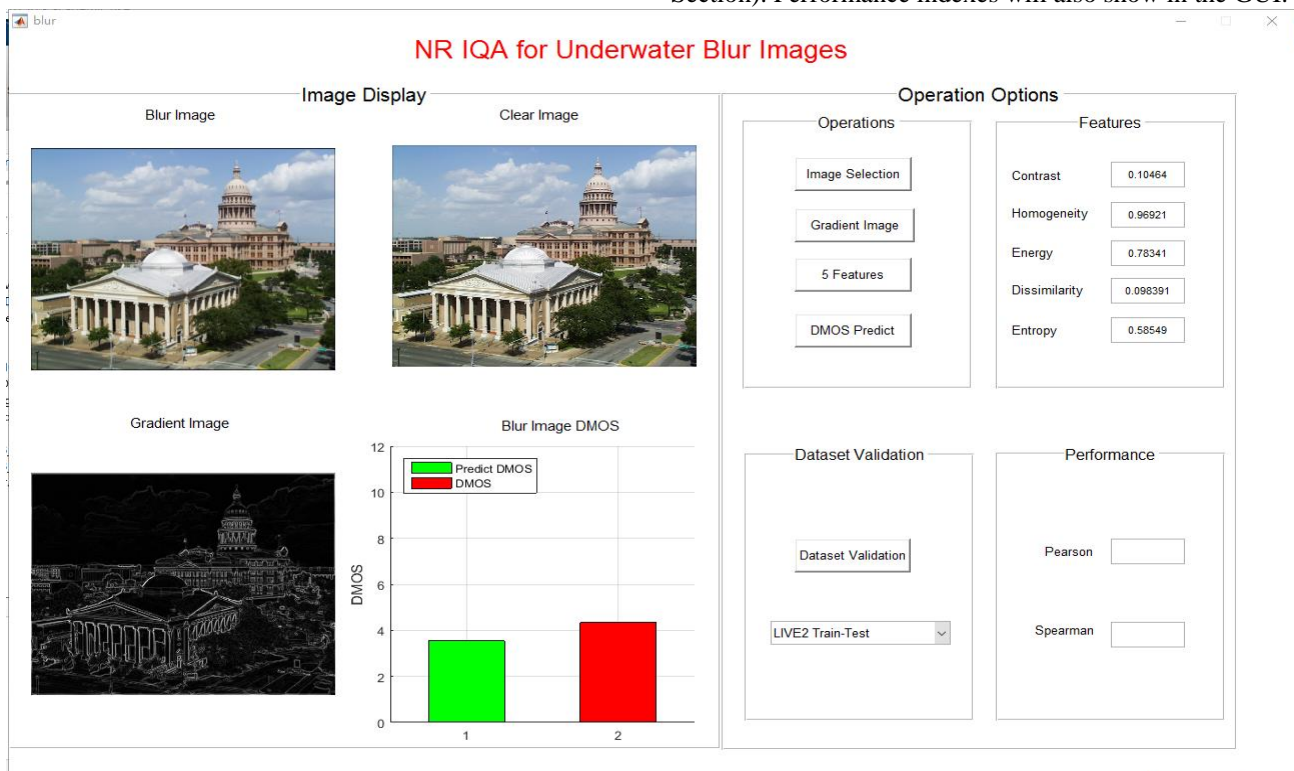 Section). Performance indexes will also show in the GUI.
blur
NR IQA for Underwater Blur Images
Image Display
Blur Image
Clear Image
Gradient Image
Blur Image DMOS
Predict DMOS
DMOS
DMOS
12
10
8
6
4
2
0
1
2
Operation Options
Operations
Image Selection
Gradient Image
5 Features
DMOS Predict
Features
Contrast 0.10464
Homogeneity 0.96921
Energy 0.78341
Dissimilarity 0.098391
Entropy 0.58549
Dataset Validation
Dataset Validation
LIVE2 Train-Test
Performance
Pearson
Spearman